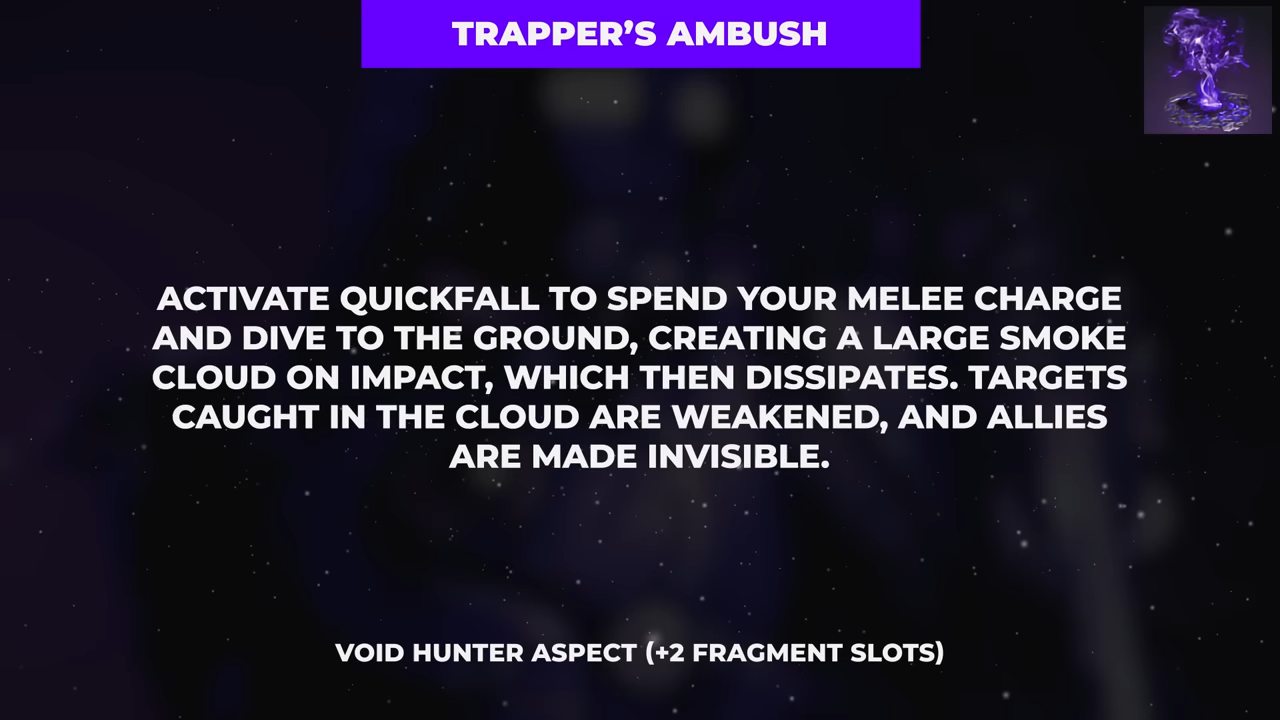 TRAPPER’S AMBUSH
ACTIVATE QUICKFALL TO SPEND YOUR MELEE CHARGE
AND DIVE TO THE GROUND, CREATING A LARGE SMOKE
CLOUD ON IMPACT, WHICH THEN DISSIPATES. TARGETS
CAUGHT IN THE CLOUD ARE WEAKENED, AND ALLIES
ARE MADE INVISIBLE.
VOID HUNTER ASPECT (+2 FRAGMENT SLOTS)